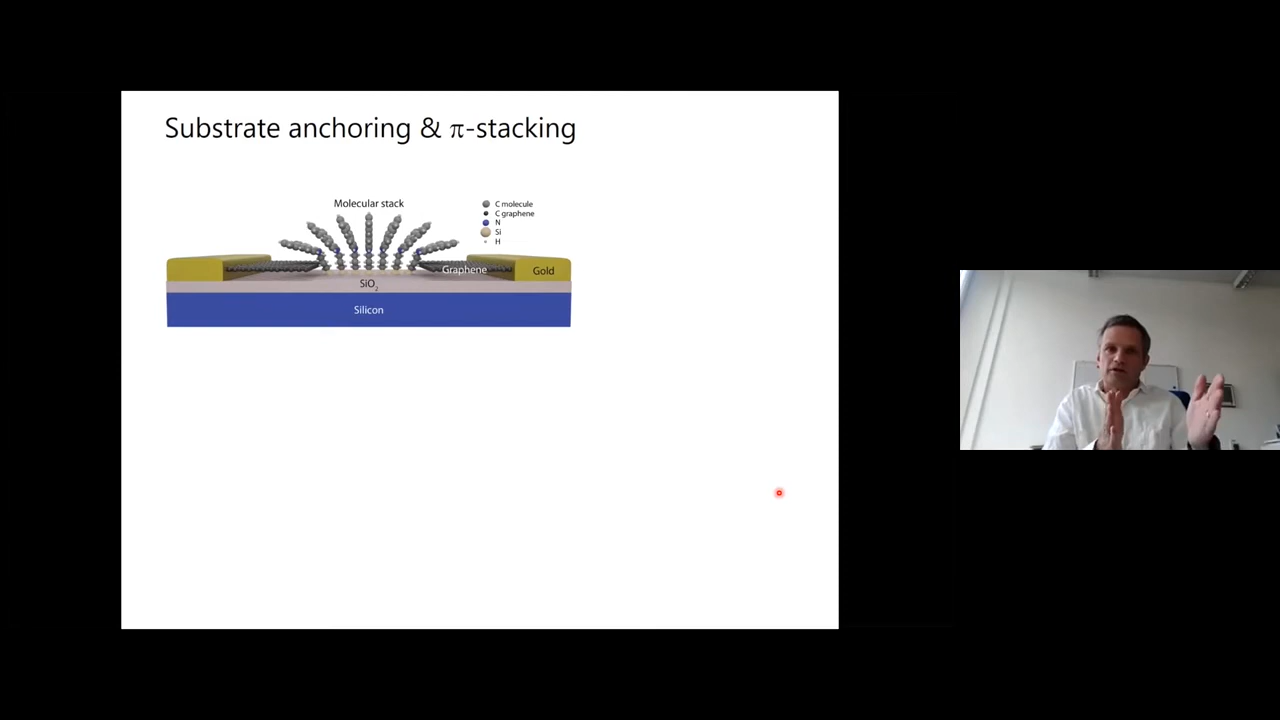 Substrate anchoring & π-stacking
Molecular stack
C molecule
C graphene
N
Si
H
Graphene
Gold
SiO₂
Silicon